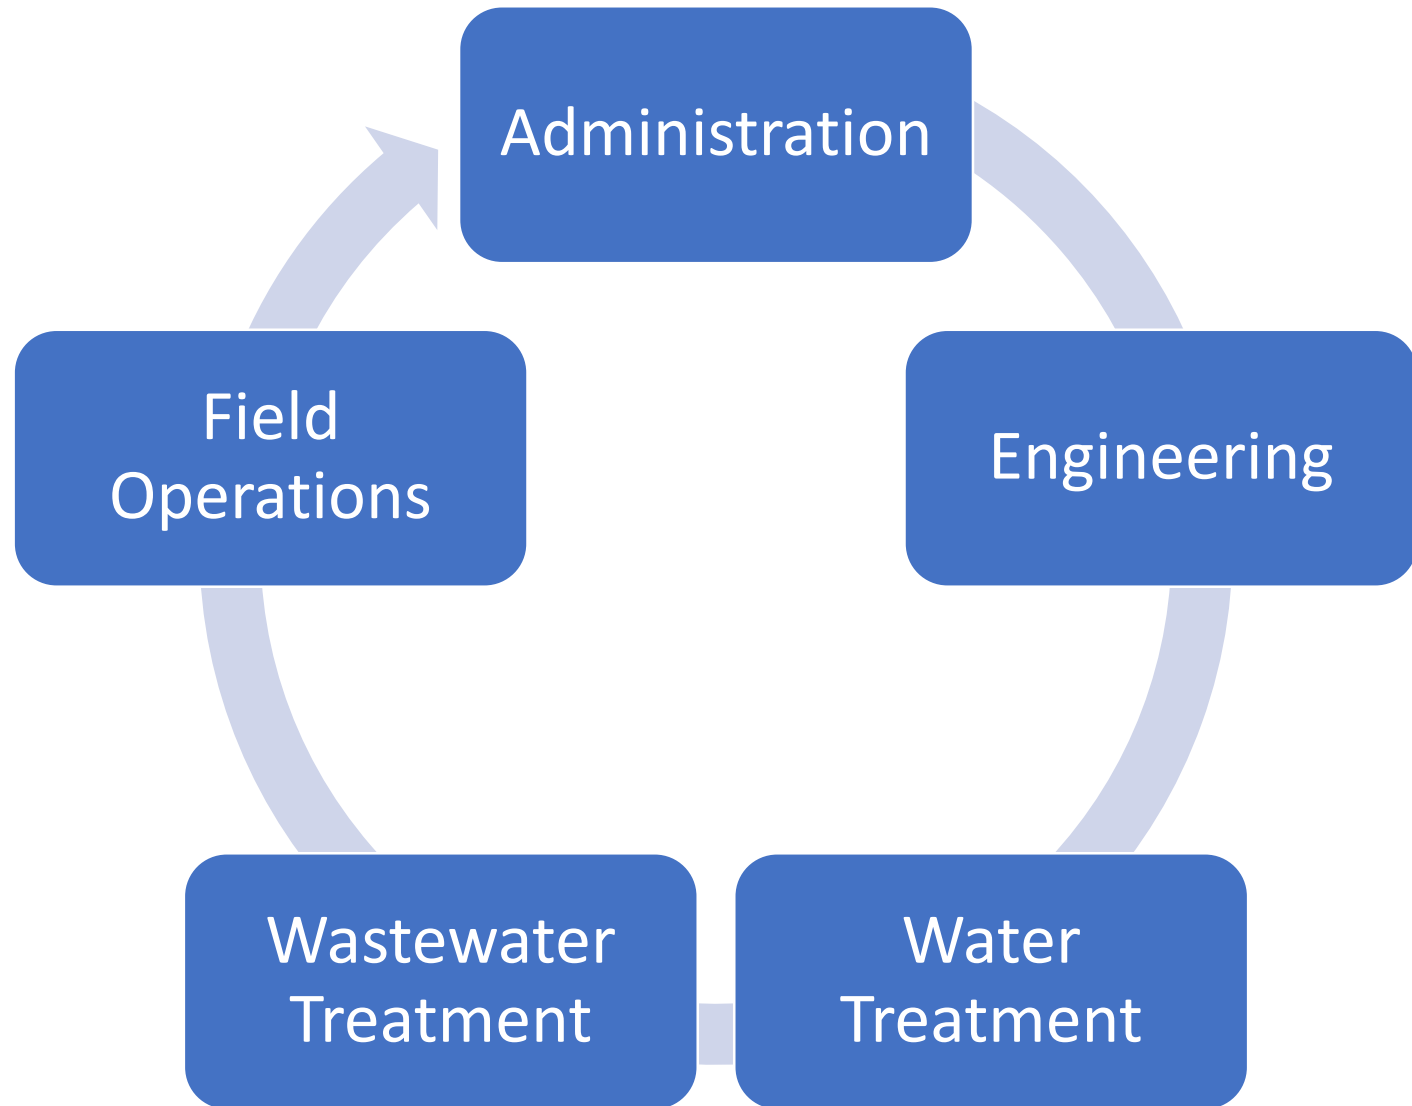 Administration
Engineering
Water
Treatment
Wastewater
Treatment
Field
Operations